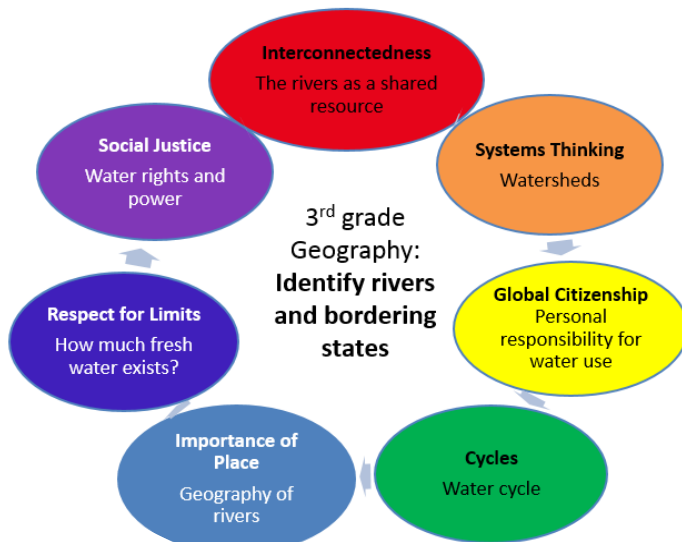 Interconnectedness
The rivers as a shared
resource
Systems Thinking
Watersheds
Global Citizenship
Personal
responsibility for
water use
Cycles
Water cycle
Importance of
Place
Geography of
rivers
Respect for Limits
How much fresh
water exists?
Social Justice
Water rights and
power
3rd grade
Geography:
Identify rivers
and bordering
states